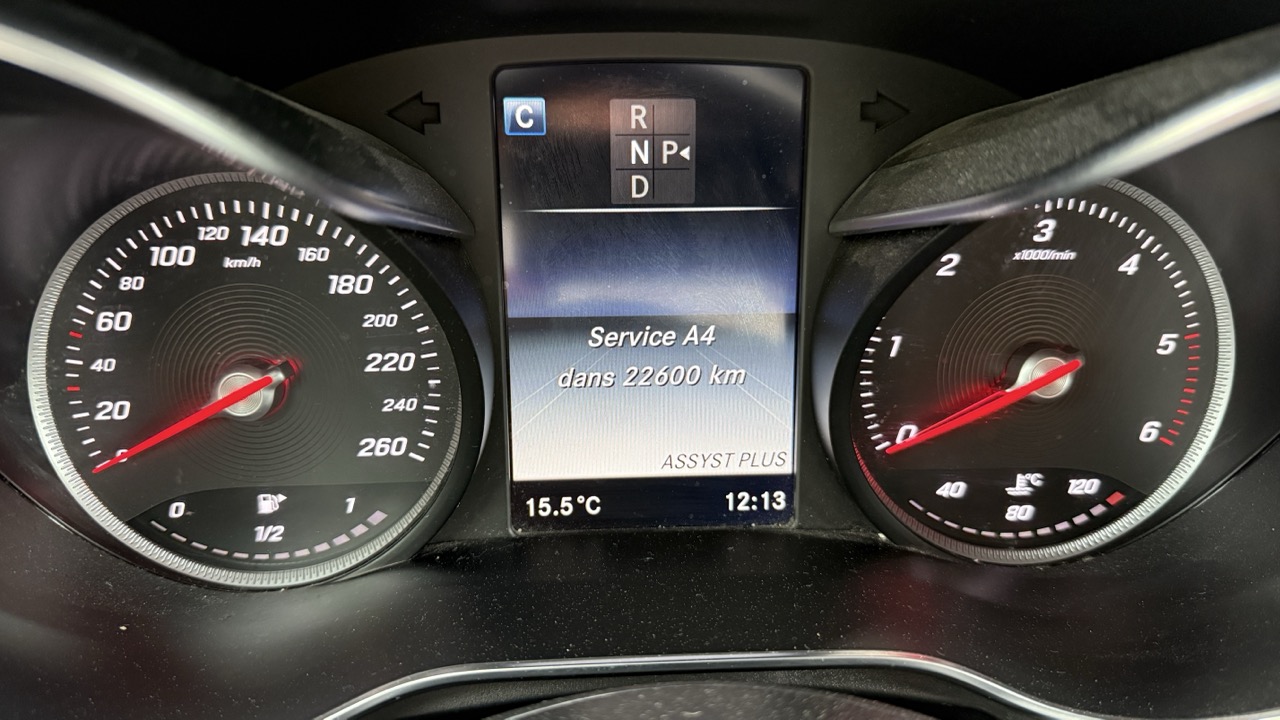 C
R
N P
D
Service A4
dans 22600 km
ASSYST PLUS
15.5°C 12:13
0
20
40
60
80
100
120
140
160
180
200
220
240
260
km/h
0 1/2 1
0
1
2
3
4
5
6
x1000/min
40 80 120
°C